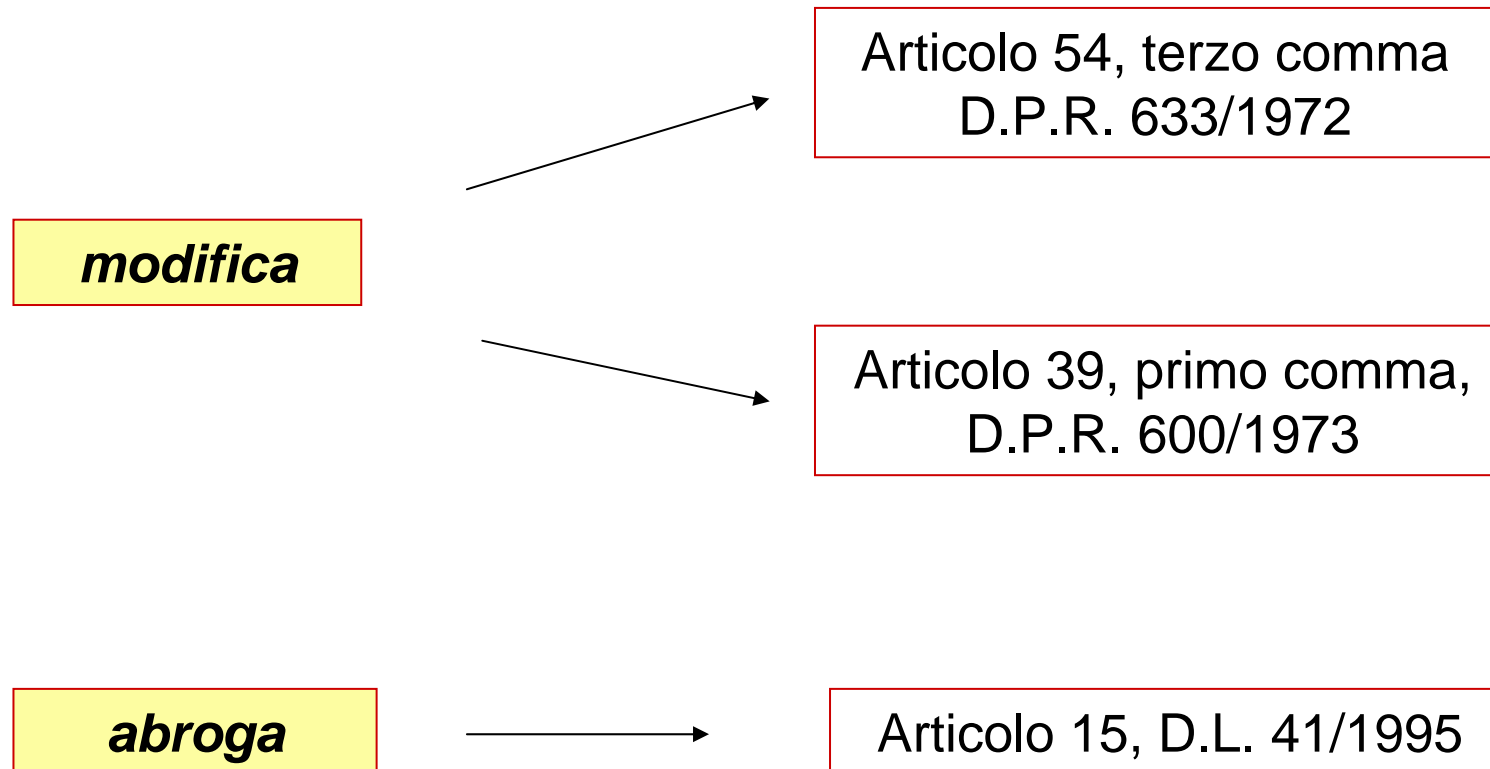 Articolo 54, terzo comma
D.P.R. 633/1972
modifica
Articolo 39, primo comma,
D.P.R. 600/1973
abroga
Articolo 15, D.L. 41/1995